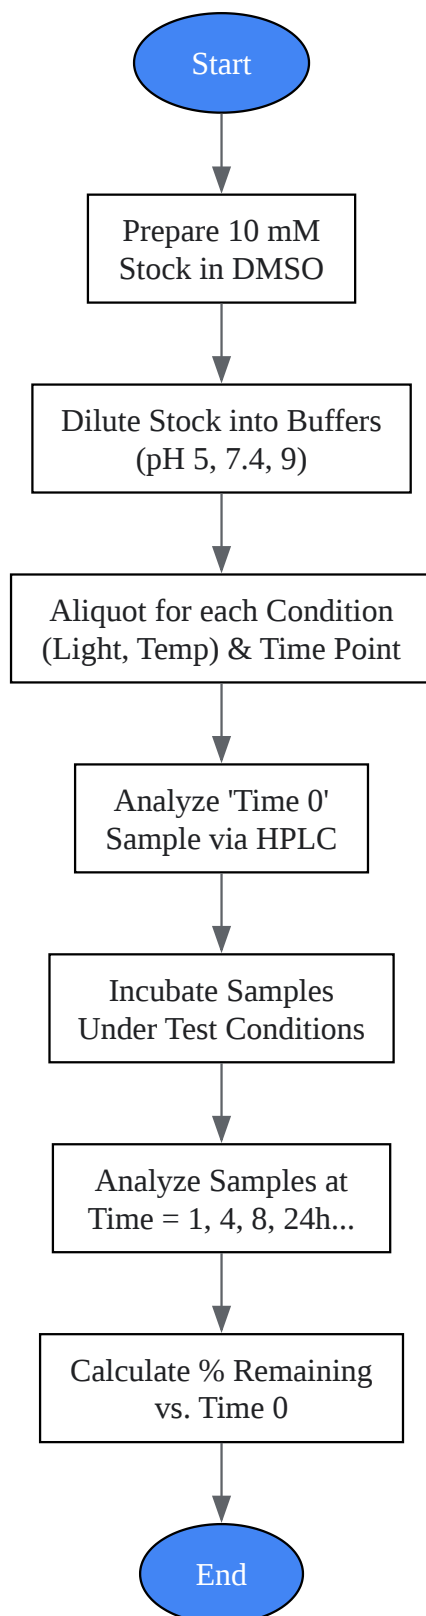 Start
Prepare 10 mM
Stock in DMSO
Dilute Stock into Buffers
(pH 5, 7.4, 9)
Aliquot for each Condition
(Light, Temp) & Time Point
Analyze 'Time 0'
Sample via HPLC
Incubate Samples
Under Test Conditions
Analyze Samples at
Time = 1, 4, 8, 24h...
Calculate % Remaining
vs. Time 0
End